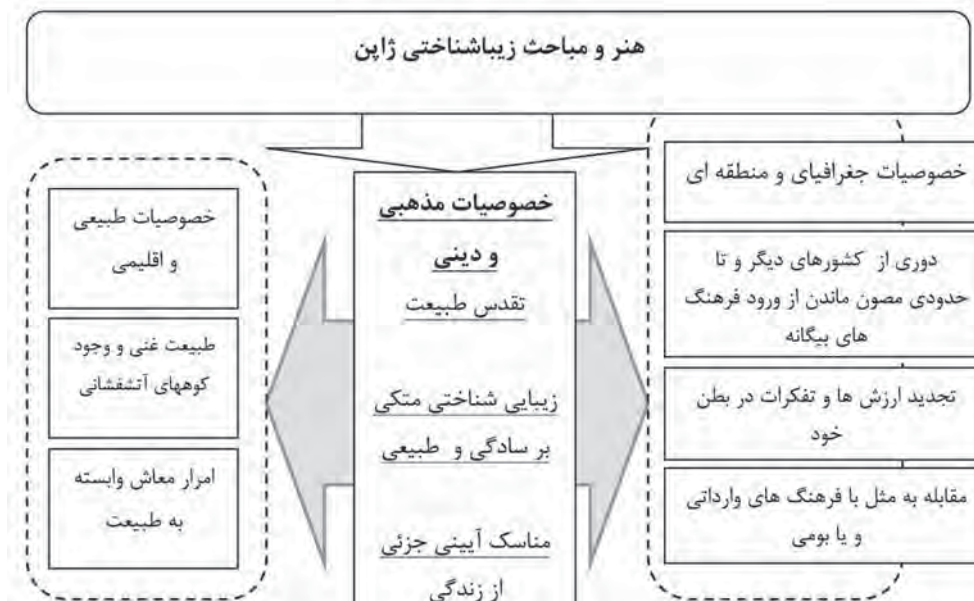 هنر و مباحث زیباشناختی ژاپن
خصوصیات جغرافیای و منطقه ای
دوری از کشورهای دیگر و تا
حدودی مصون ماندن از ورود فرهنگ
های بیگانه
تجدید ارزش ها و تفکرات در بطن
خود
مقابله به مثل با فرهنگ های وارداتی
و یا بومی
خصوصیات مذهبی
و دینی
تقدس طبیعت
زیبایی شناختی متکی
بر سادگی و طبیعی
مناسک آیینی جزئی
از زندگی
خصوصیات طبیعی
و اقلیمی
طبیعت غنی و وجود
کوههای آتشفشانی
امرار معاش وابسته
به طبیعت